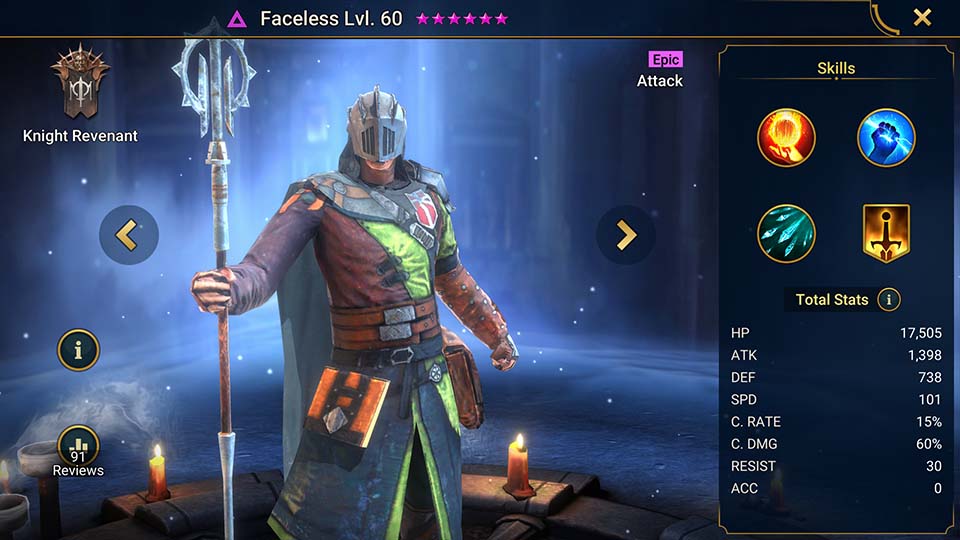 Faceless Lvl. 60
Knight Revenant
Epic
Attack
91
Reviews
Skills
Total Stats
HP 17,505
ATK 1,398
DEF 738
SPD 101
C. RATE 15%
C. DMG 60%
RESIST 30
ACC 0